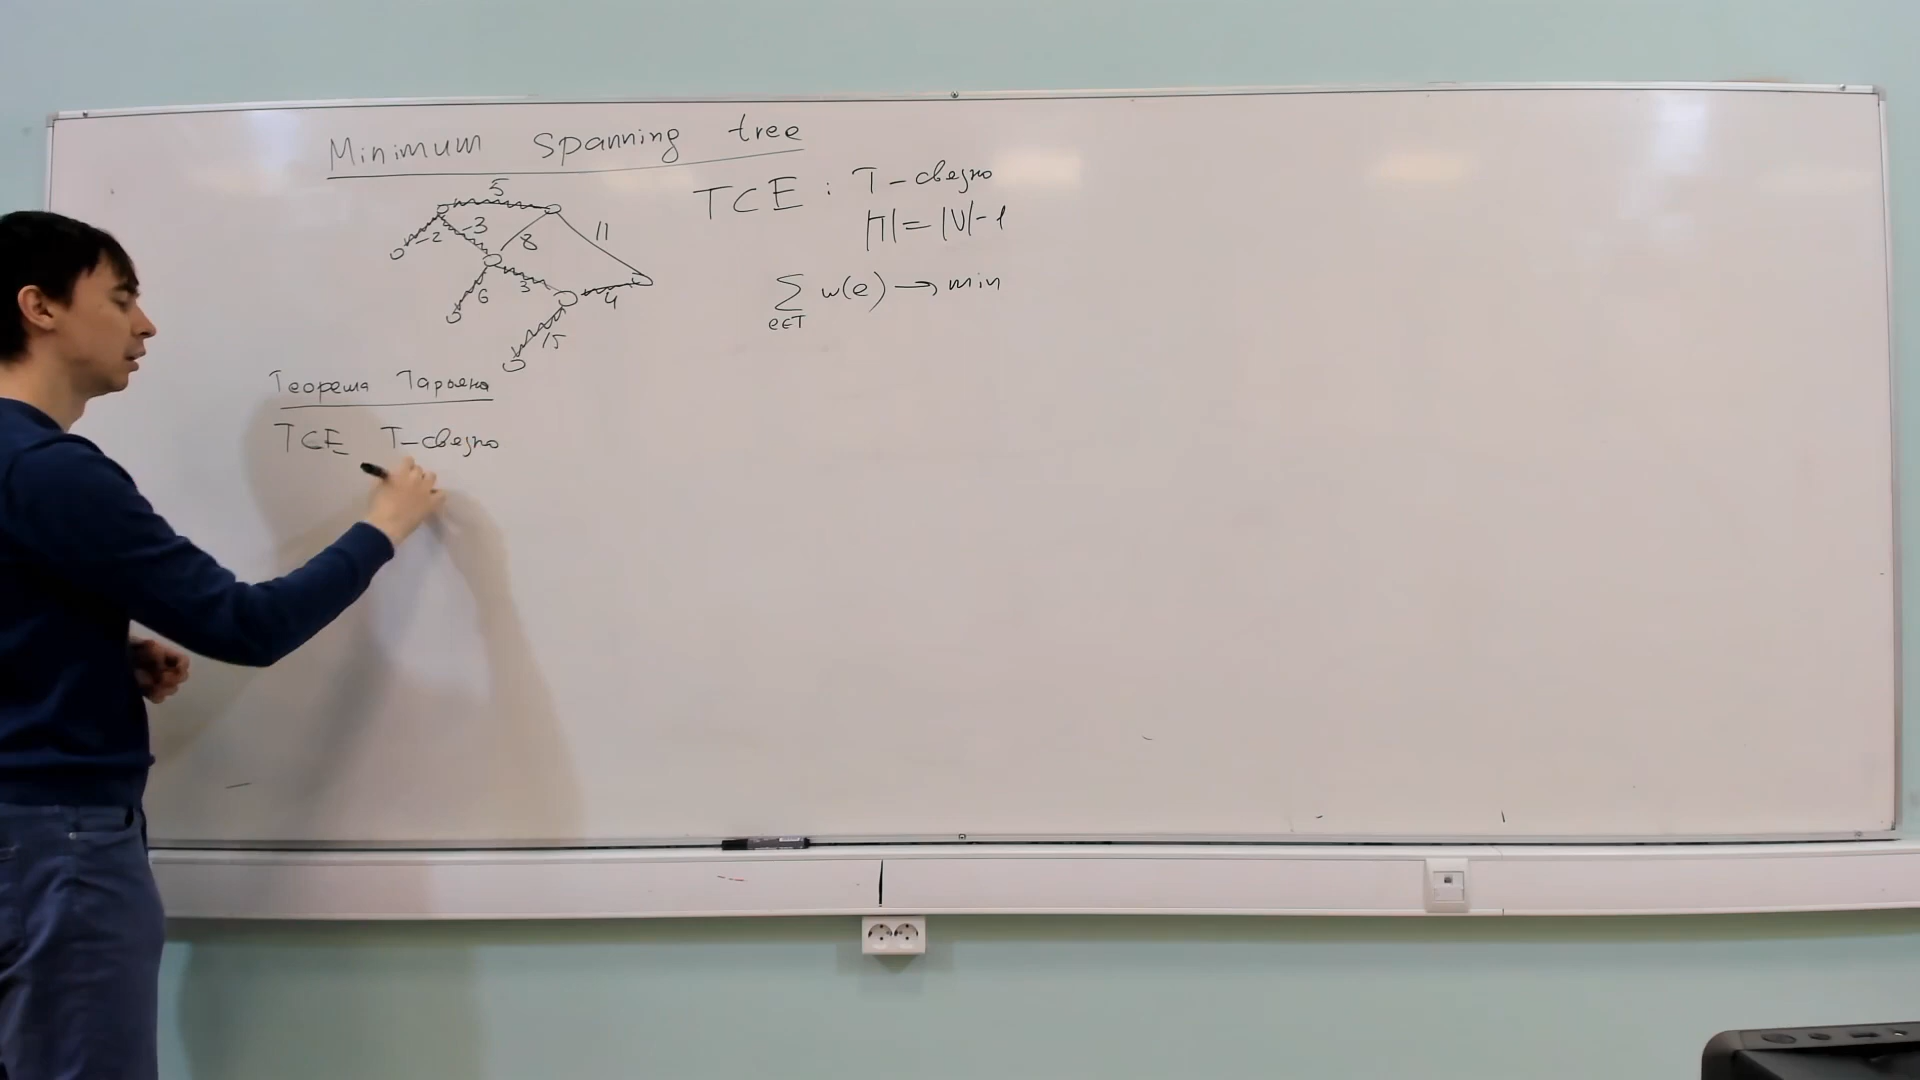 Minimum spanning tree
5
-2
-3
8
11
6
3
4
15
T ⊂ E : T - связно
|T| = |V| - 1
∑ w(e) → min
e∈T
Теорема Тарьяна
T ⊂ E T - связно